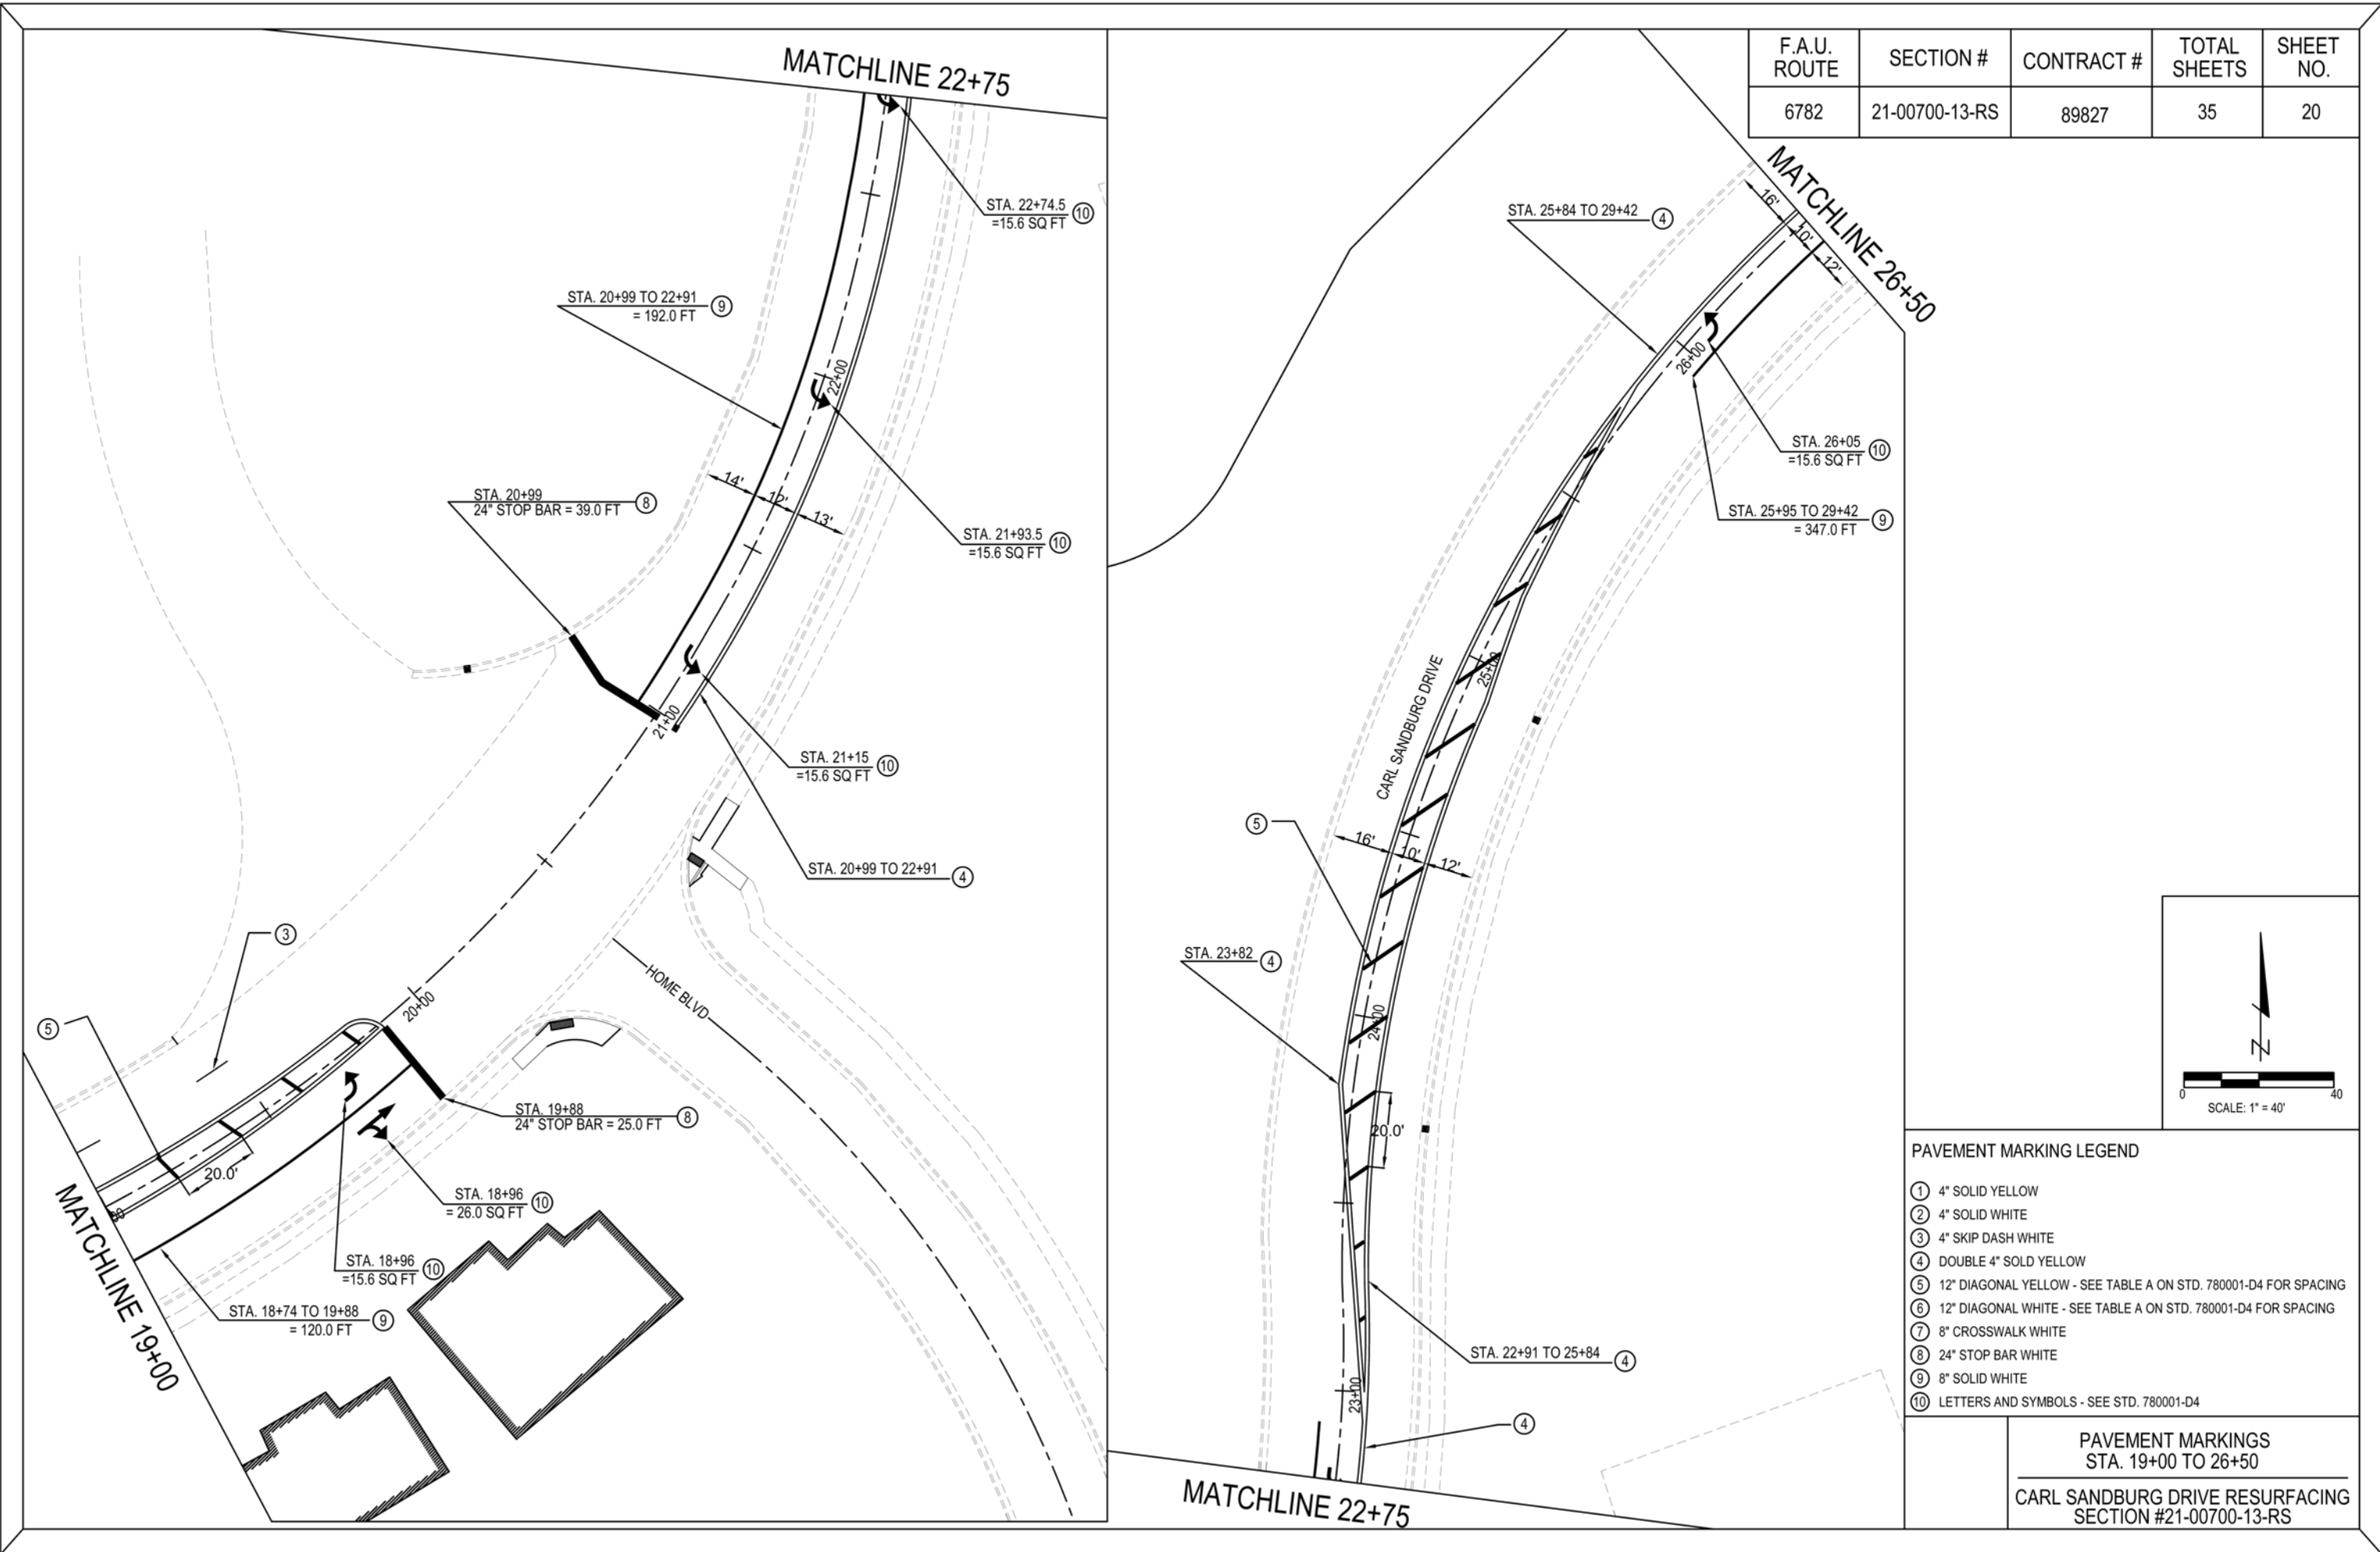 F.A.U.
ROUTE
SECTION #
CONTRACT #
TOTAL
SHEETS
SHEET
NO.
6782
21-00700-13-RS
89827
35
20
MATCHLINE 22+75
STA. 22+74.5
=15.6 SQ FT
10
STA. 20+99 TO 22+91
= 192.0 FT
9
22+00
14'
12'
13'
STA. 20+99
24" STOP BAR = 39.0 FT
8
STA. 21+93.5
=15.6 SQ FT
10
21+00
STA. 21+15
=15.6 SQ FT
10
STA. 20+99 TO 22+91
4
3
HOME BLVD
20+00
5
20.0'
STA. 19+88
24" STOP BAR = 25.0 FT
8
STA. 18+96
= 26.0 SQ FT
10
STA. 18+96
=15.6 SQ FT
10
STA. 18+74 TO 19+88
= 120.0 FT
9
MATCHLINE 19+00
MATCHLINE 26+50
16'
10'
12'
STA. 25+84 TO 29+42
4
26+00
STA. 26+05
=15.6 SQ FT
10
STA. 25+95 TO 29+42
= 347.0 FT
9
25+00
CARL SANDBURG DRIVE
5
16'
10'
12'
STA. 23+82
4
24+00
20.0'
STA. 22+91 TO 25+84
4
23+00
4
MATCHLINE 22+75
N
0
40
SCALE: 1" = 40'
PAVEMENT MARKING LEGEND
1 4" SOLID YELLOW
2 4" SOLID WHITE
3 4" SKIP DASH WHITE
4 DOUBLE 4" SOLD YELLOW
5 12" DIAGONAL YELLOW - SEE TABLE A ON STD. 780001-D4 FOR SPACING
6 12" DIAGONAL WHITE - SEE TABLE A ON STD. 780001-D4 FOR SPACING
7 8" CROSSWALK WHITE
8 24" STOP BAR WHITE
9 8" SOLID WHITE
10 LETTERS AND SYMBOLS - SEE STD. 780001-D4
PAVEMENT MARKINGS
STA. 19+00 TO 26+50
CARL SANDBURG DRIVE RESURFACING
SECTION #21-00700-13-RS